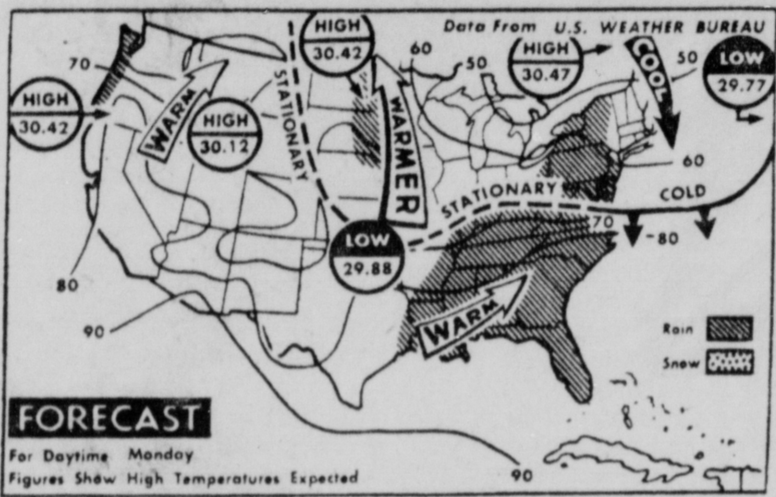 Data From U.S. WEATHER BUREAU
HIGH
30.42
HIGH
30.47
LOW
29.77
COOL
70
60
50
50
HIGH
30.42
WARM
HIGH
30.12
STATIONARY
WARMER
60
STATIONARY
COLD
70
80
LOW
29.88
80
90
WARM
Rain
Snow
FORECAST
For Daytime Monday
Figures Show High Temperatures Expected
90